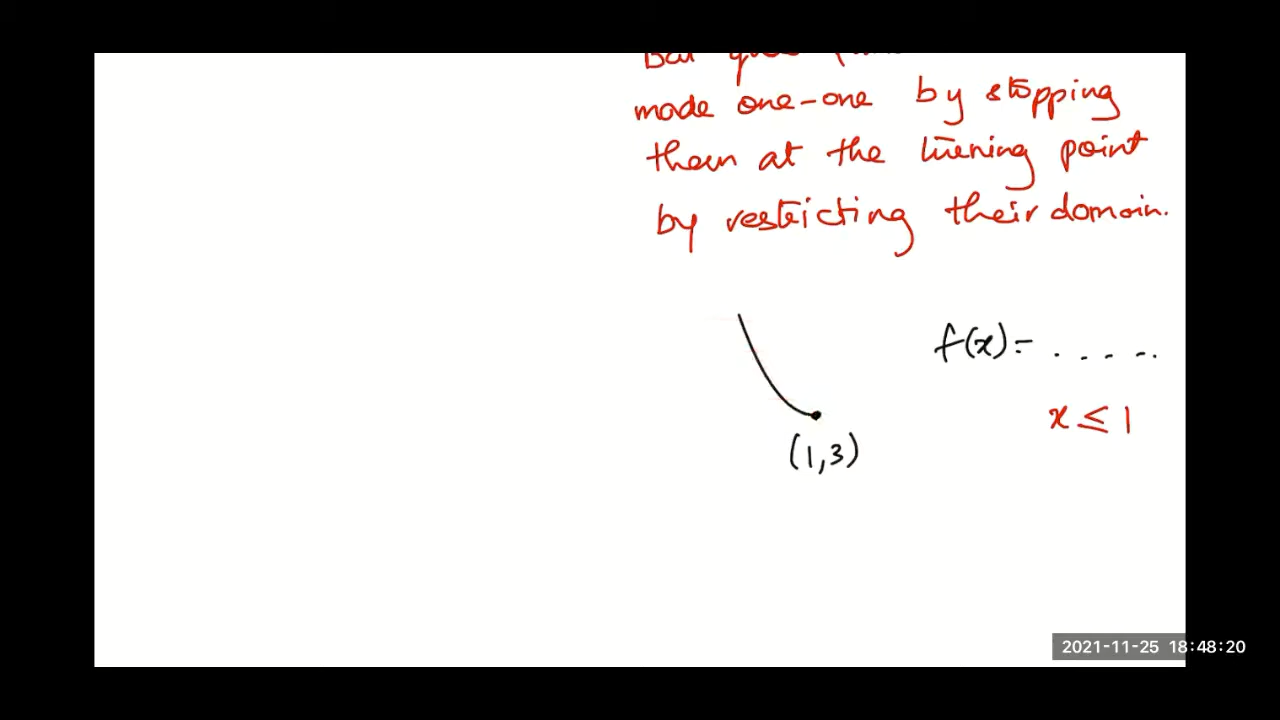 mode one-one by stopping
them at the turning point
by restricting their domain.
f(x)= . . . . .
x ≤ 1
(1,3)
2021-11-25 18:48:20